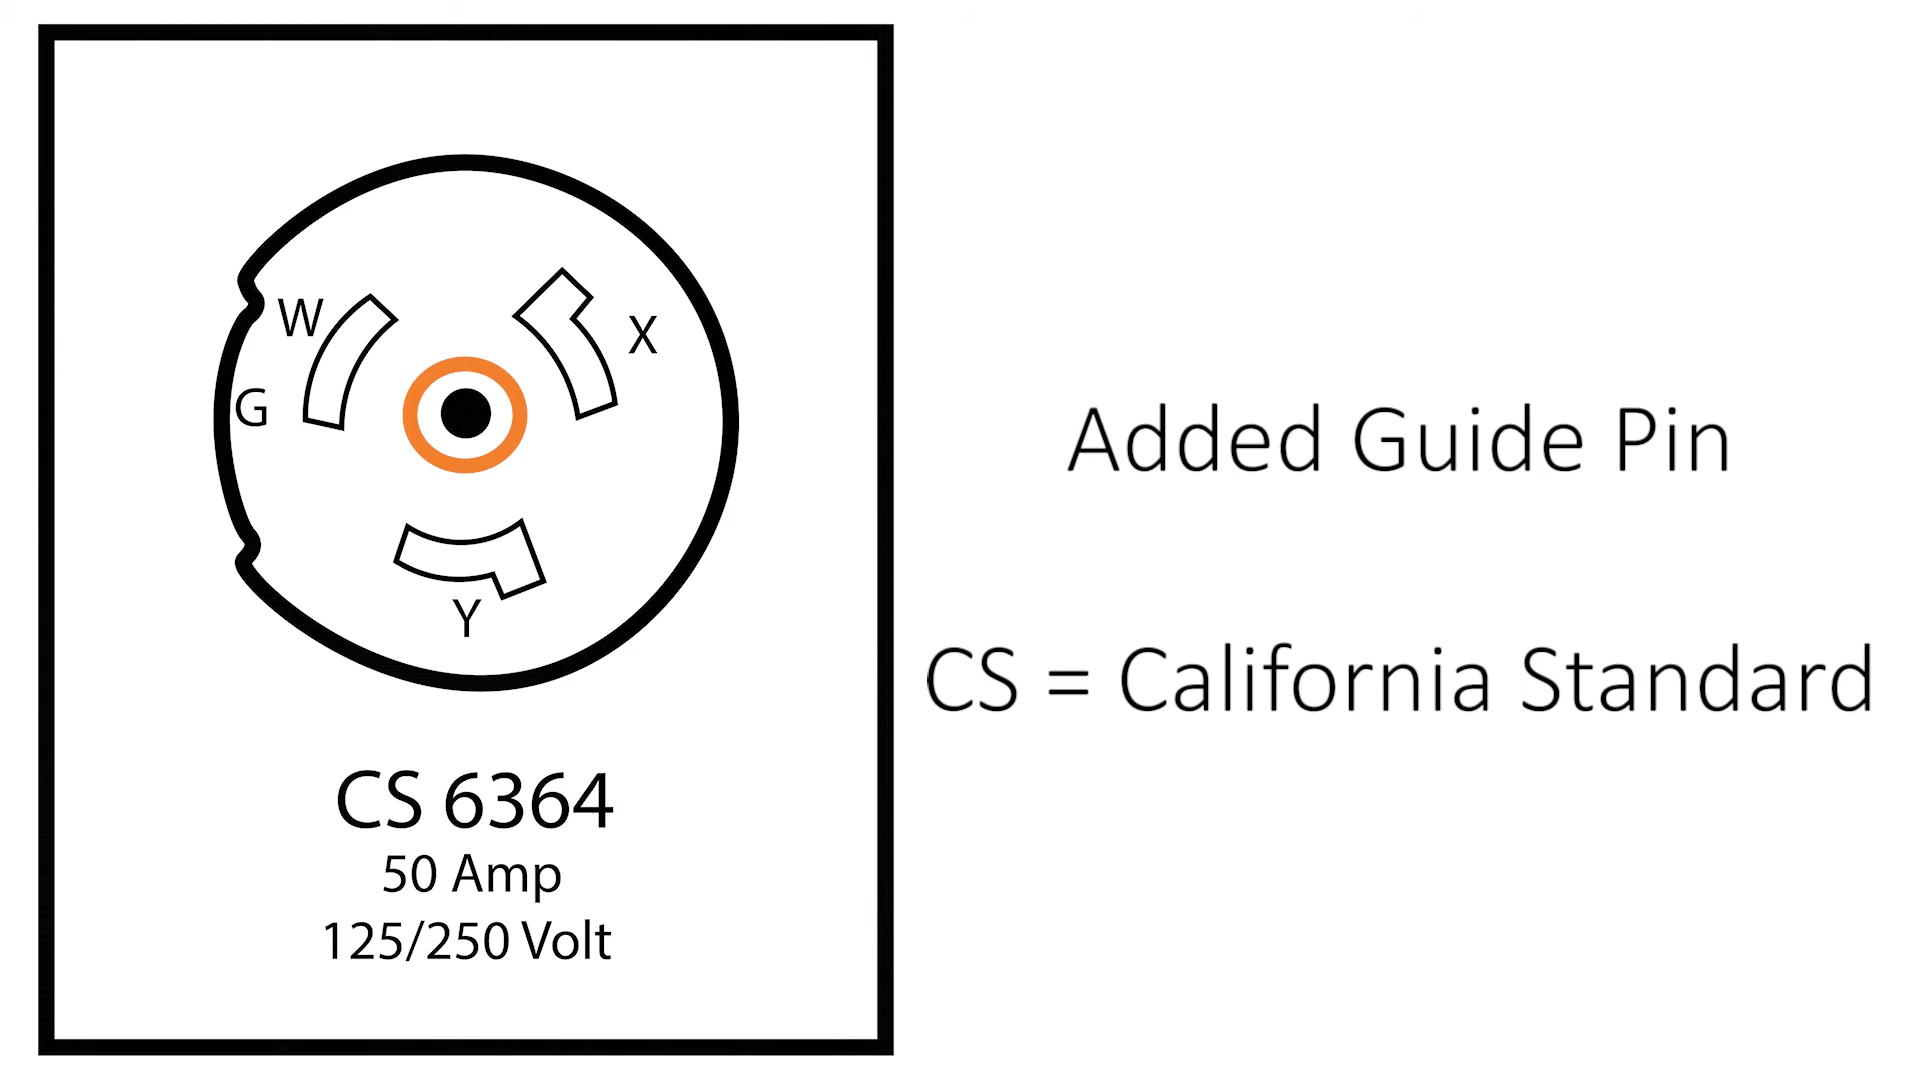 W
X
G
Y
CS 6364
50 Amp
125/250 Volt
Added Guide Pin
CS = California Standard